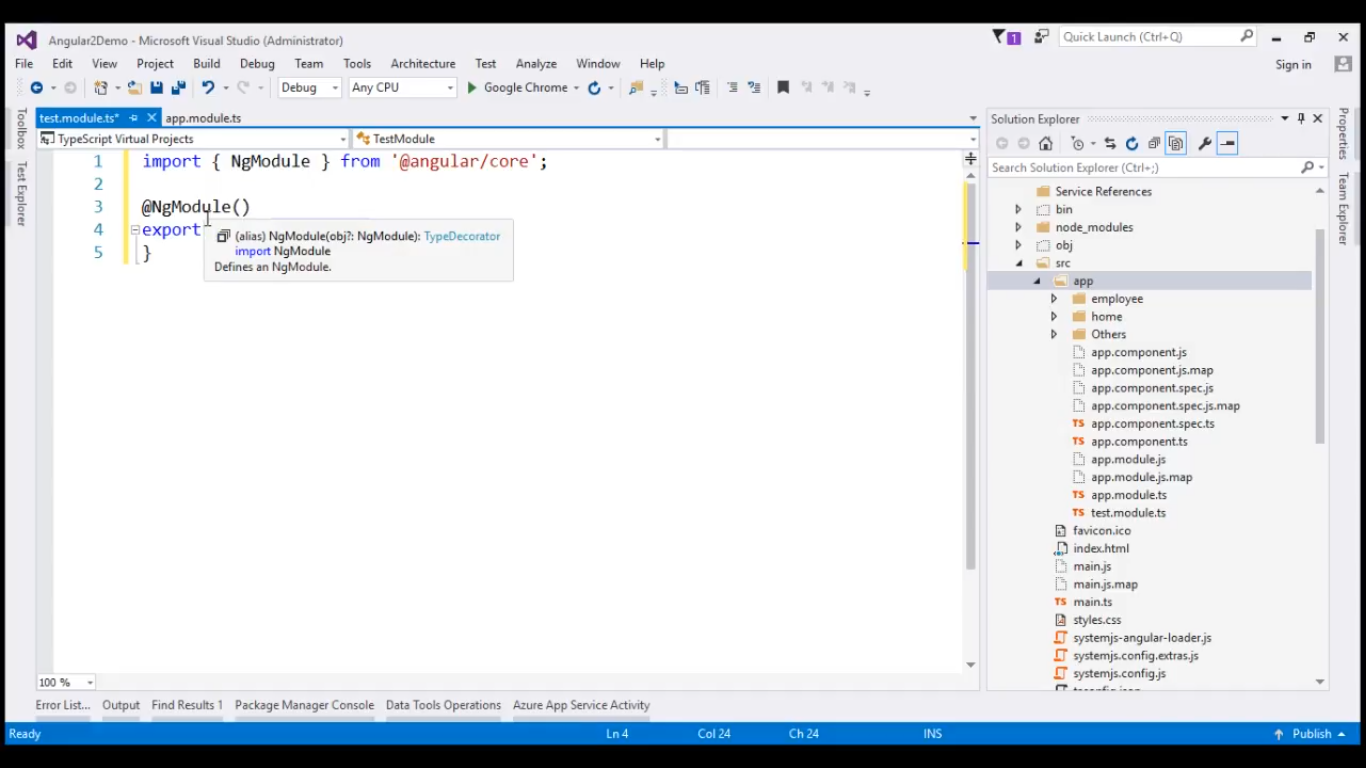 Angular2Demo - Microsoft Visual Studio (Administrator)
1
Quick Launch (Ctrl+Q)
File Edit View Project Build Debug Team Tools Architecture Test Analyze Window Help
Sign in
Debug Any CPU Google Chrome
Toolbox
Test Explorer
test.module.ts* app.module.ts
TypeScript Virtual Projects TestModule
1 import { NgModule } from '@angular/core';
2
3 @NgModule()
4 export
5 }
(alias) NgModule(obj?: NgModule): TypeDecorator
import NgModule
Defines an NgModule.
100 %
Solution Explorer
Search Solution Explorer (Ctrl+;)
Service References
bin
node_modules
obj
src
app
employee
home
Others
app.component.js
app.component.js.map
app.component.spec.js
app.component.spec.js.map
app.component.spec.ts
app.component.ts
app.module.js
app.module.js.map
app.module.ts
test.module.ts
favicon.ico
index.html
main.js
main.js.map
main.ts
styles.css
systemjs-angular-loader.js
systemjs.config.extras.js
systemjs.config.js
Properties
Team Explorer
Error List... Output Find Results 1 Package Manager Console Data Tools Operations Azure App Service Activity
Ready Ln 4 Col 24 Ch 24 INS Publish